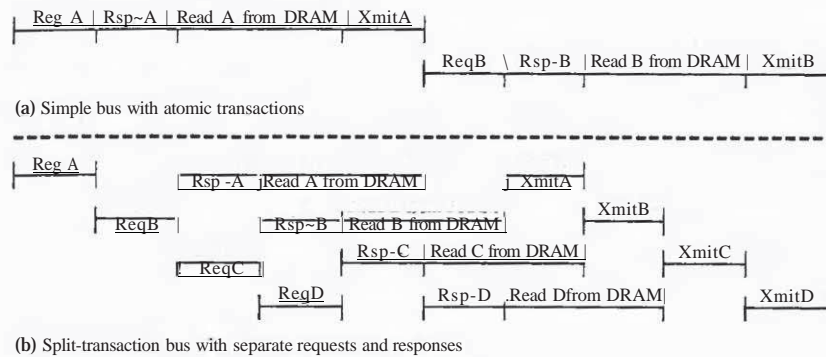 Reg A | Rsp~A | Read A from DRAM | XmitA
ReqB \ Rsp-B | Read B from DRAM | XmitB
(a) Simple bus with atomic transactions
Reg A
Rsp -A Read A from DRAM
XmitA
ReqB
Rsp~B Read B from DRAM
XmitB
ReqC
Rsp-C Read C from DRAM
XmitC
ReqD
Rsp-D .Read Dfrom DRAM
XmitD
(b) Split-transaction bus with separate requests and responses